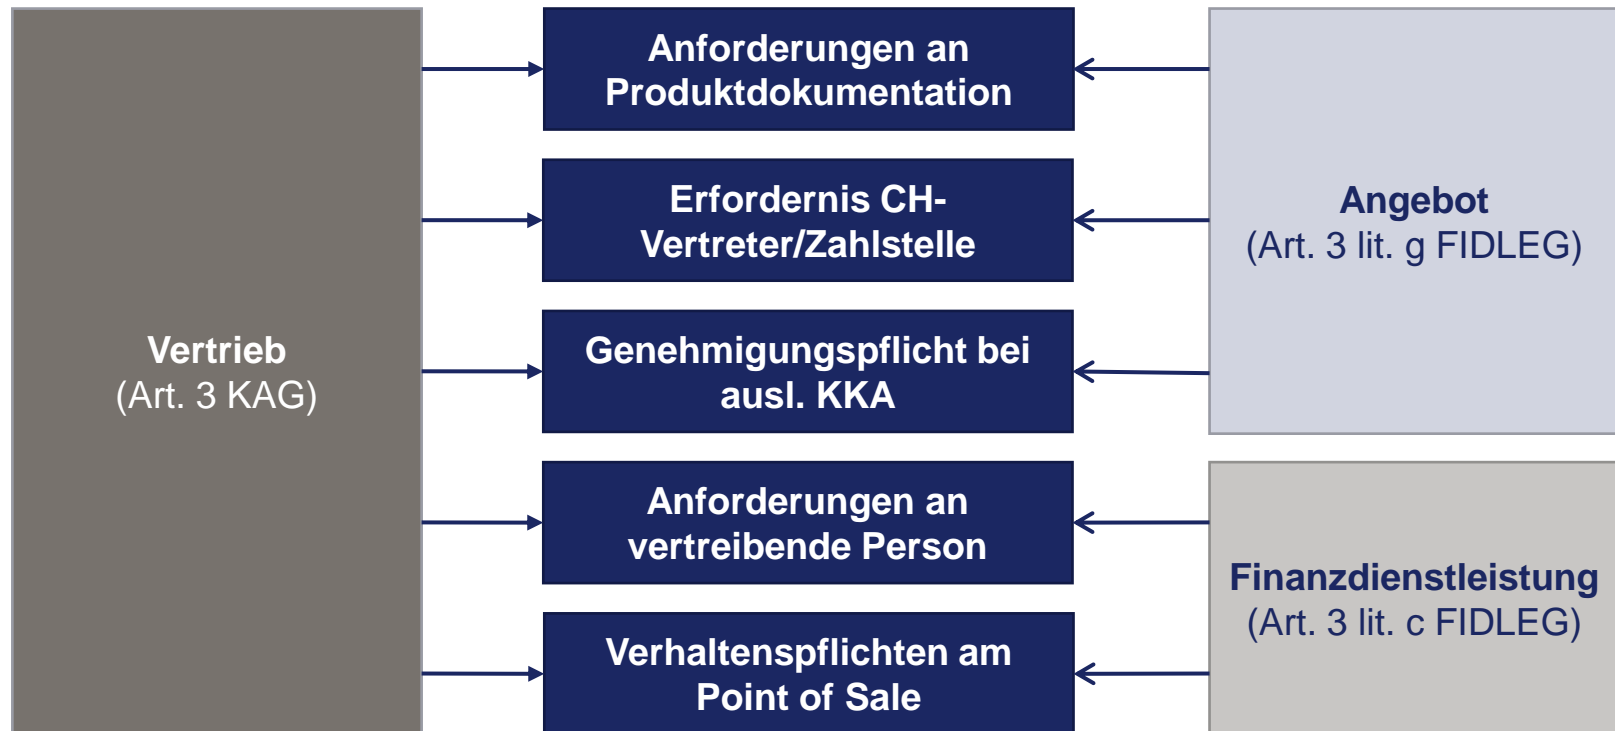 Vertrieb
(Art. 3 KAG)
Anforderungen an
Produktdokumentation
Erfordernis CH-
Vertreter/Zahlstelle
Genehmigungspflicht bei
ausl. KKA
Anforderungen an
vertreibende Person
Verhaltenspflichten am
Point of Sale
Angebot
(Art. 3 lit. g FIDLEG)
Finanzdienstleistung
(Art. 3 lit. c FIDLEG)